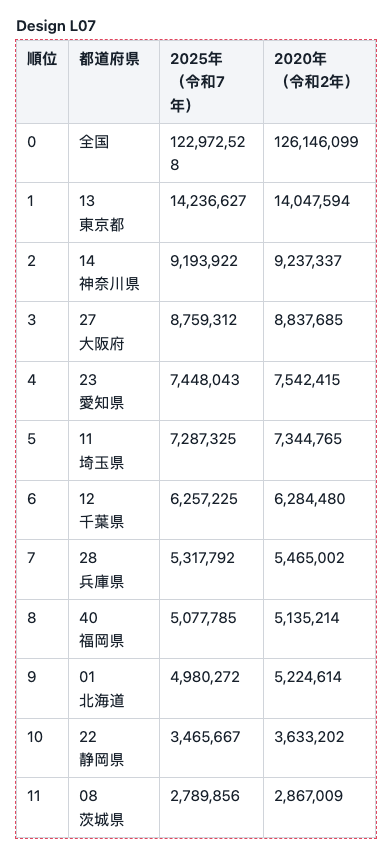 Design L07
順位 都道府県 2025年（令和7年） 2020年（令和2年）
0 全国 122,972,528 126,146,099
1 13 東京都 14,236,627 14,047,594
2 14 神奈川県 9,193,922 9,237,337
3 27 大阪府 8,759,312 8,837,685
4 23 愛知県 7,448,043 7,542,415
5 11 埼玉県 7,287,325 7,344,765
6 12 千葉県 6,257,225 6,284,480
7 28 兵庫県 5,317,792 5,465,002
8 40 福岡県 5,077,785 5,135,214
9 01 北海道 4,980,272 5,224,614
10 22 静岡県 3,465,667 3,633,202
11 08 茨城県 2,789,856 2,867,009